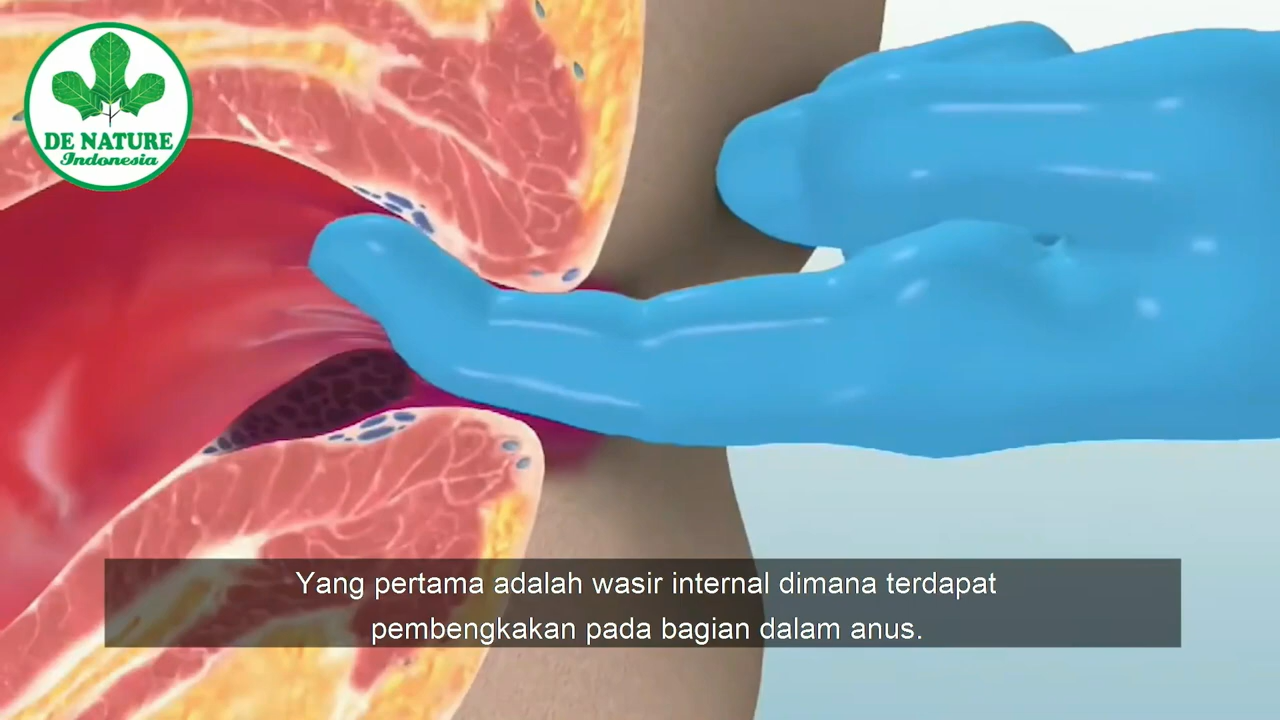 DE NATURE
Indonesia
Yang pertama adalah wasir internal dimana terdapat
pembengkakan pada bagian dalam anus.